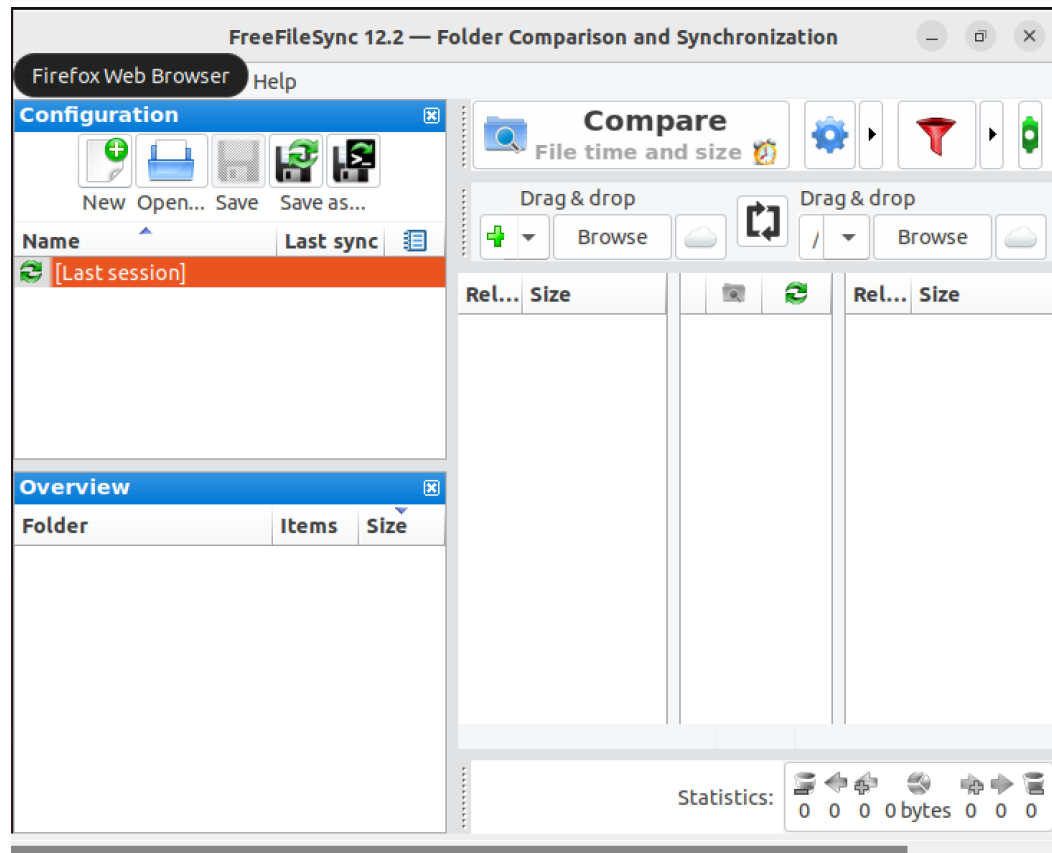 FreeFileSync 12.2 — Folder Comparison and Synchronization
Firefox Web Browser
Help
Configuration
New Open... Save Save as...
Name Last sync
[Last session]
Overview
Folder Items Size
Compare
File time and size
Drag & drop
Browse
Drag & drop
/ Browse
Rel... Size
Rel... Size
Statistics: 0 0 0 0 bytes 0 0 0